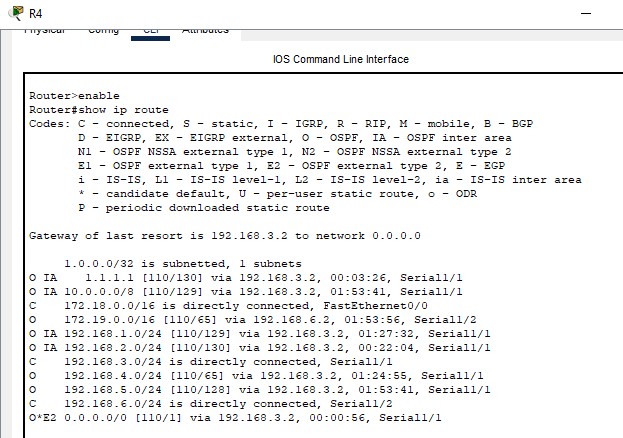 R4
Physical Config CLI Attributes
IOS Command Line Interface
Router>enable
Router#show ip route
Codes: C - connected, S - static, I - IGRP, R - RIP, M - mobile, B - BGP
D - EIGRP, EX - EIGRP external, O - OSPF, IA - OSPF inter area
N1 - OSPF NSSA external type 1, N2 - OSPF NSSA external type 2
E1 - OSPF external type 1, E2 - OSPF external type 2, E - EGP
i - IS-IS, L1 - IS-IS level-1, L2 - IS-IS level-2, ia - IS-IS inter area
* - candidate default, U - per-user static route, o - ODR
P - periodic downloaded static route
Gateway of last resort is 192.168.3.2 to network 0.0.0.0
1.0.0.0/32 is subnetted, 1 subnets
O IA 1.1.1.1 [110/130] via 192.168.3.2, 00:03:26, Serial1/1
O IA 10.0.0.0/8 [110/129] via 192.168.3.2, 01:53:41, Serial1/1
C 172.18.0.0/16 is directly connected, FastEthernet0/0
O 172.19.0.0/16 [110/65] via 192.168.6.2, 01:53:56, Serial1/2
O IA 192.168.1.0/24 [110/129] via 192.168.3.2, 01:27:32, Serial1/1
O IA 192.168.2.0/24 [110/130] via 192.168.3.2, 00:22:04, Serial1/1
C 192.168.3.0/24 is directly connected, Serial1/1
O 192.168.4.0/24 [110/65] via 192.168.3.2, 01:24:55, Serial1/1
O 192.168.5.0/24 [110/128] via 192.168.3.2, 01:53:41, Serial1/1
C 192.168.6.0/24 is directly connected, Serial1/2
O*E2 0.0.0.0/0 [110/1] via 192.168.3.2, 00:00:56, Serial1/1